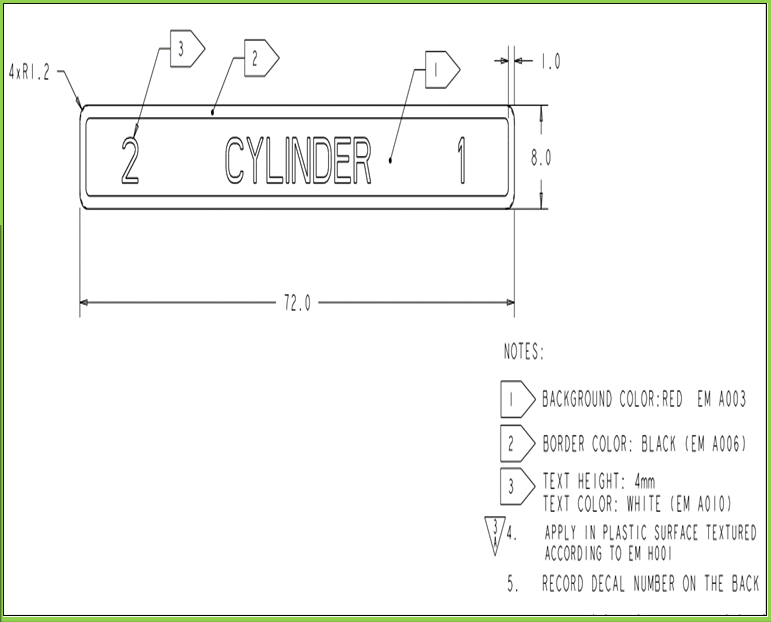 3
2
1
1.0
4xR1.2
2 CYLINDER 1
8.0
72.0
NOTES:
1 BACKGROUND COLOR:RED EM A003
2 BORDER COLOR: BLACK (EM A006)
3 TEXT HEIGHT: 4mm
TEXT COLOR: WHITE (EM A010)
3
4. APPLY IN PLASTIC SURFACE TEXTURED
ACCORDING TO EM H001
5. RECORD DECAL NUMBER ON THE BACK